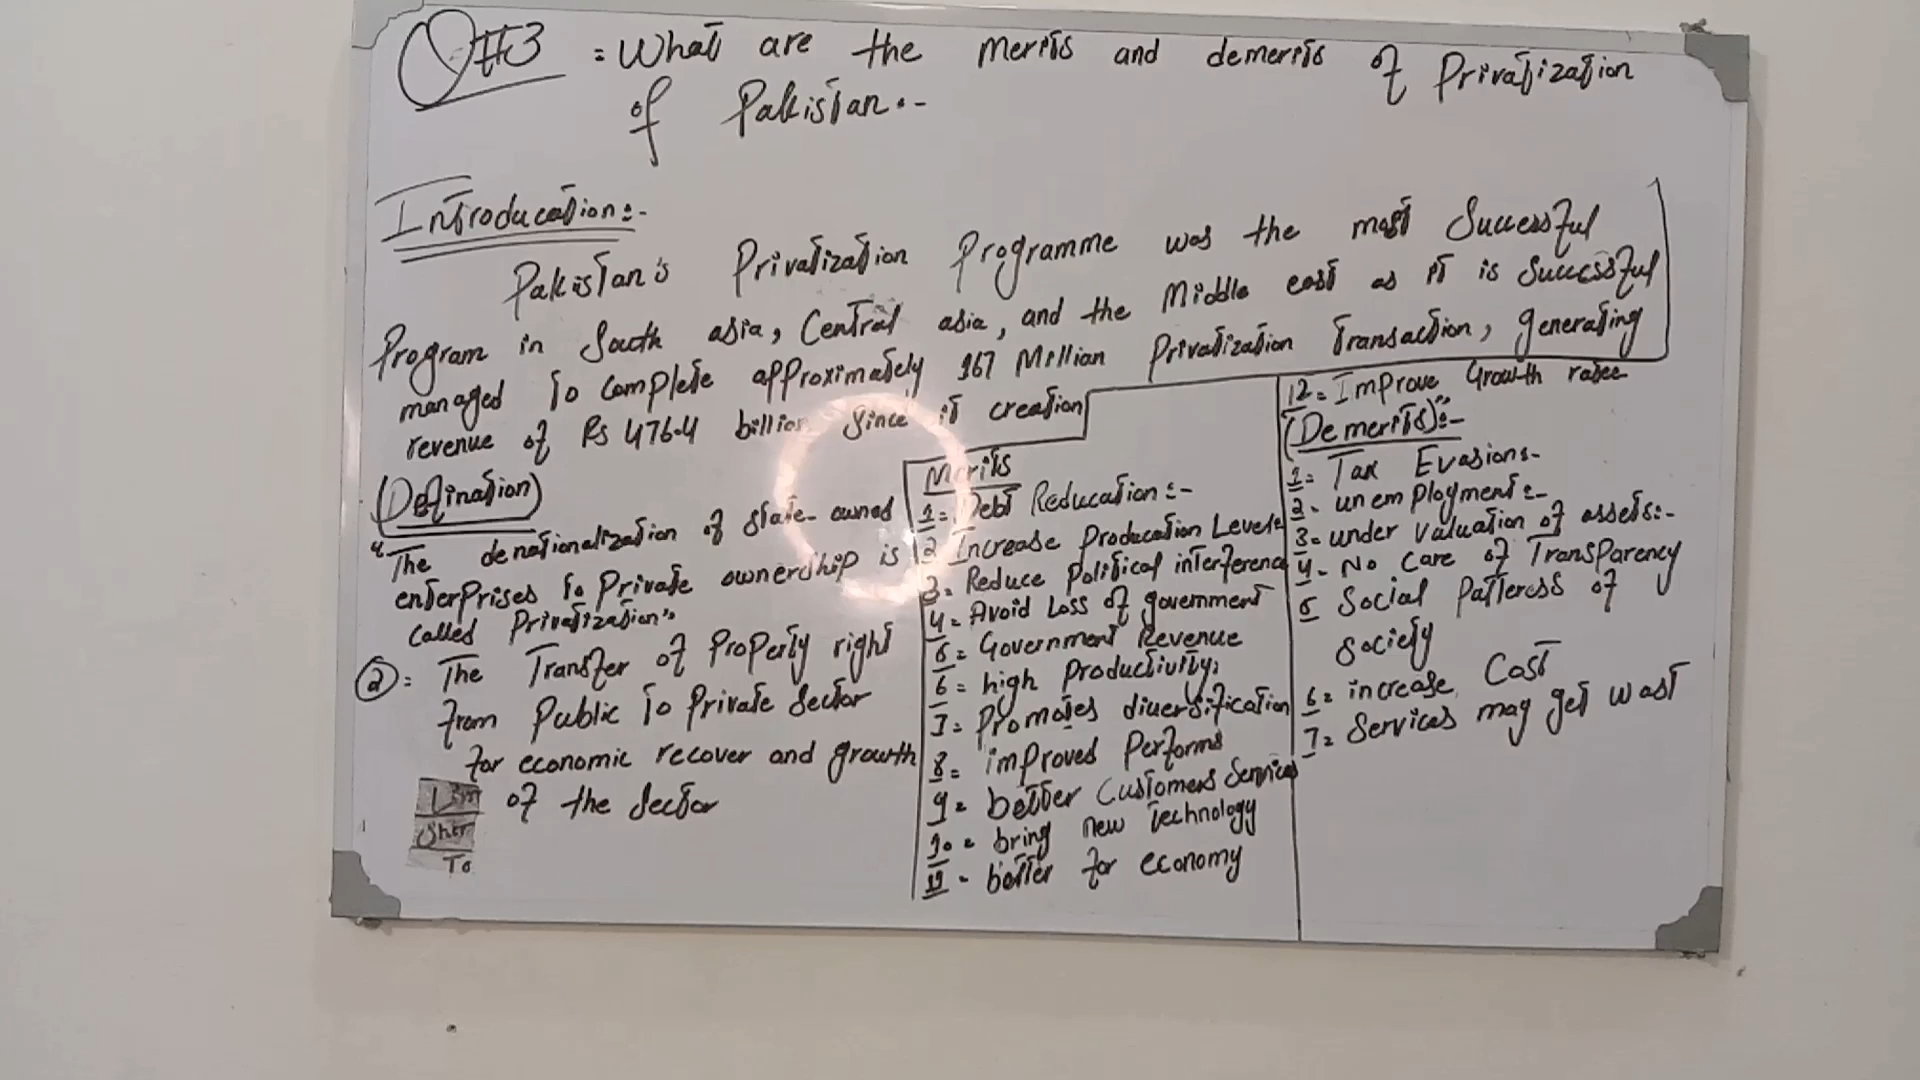 Q#3 :- What are the merits and demerits of Privatization
of Pakistan:-
Introducation:-
Pakistan's Privatization Programme was the most Successful
Program in South asia, Central asia, and the Middle east as it is Successful
managed to complete approximately 167 Million Privatization Transaction, generating
revenue of Rs 476.4 billion Since it creation
(Defination)
"The denationalization of state-owned
enterprises to Private ownership is
called Privatization"
2 = The Transfer of Property right
from Public to Private Sector
for economic recover and growth
of the Sector
To
Merits
1= Debt Reducation:-
2 Increase Producation Levele
3= Reduce Political interference
4= Avoid Loss of government
5= Government Revenue
6= high Productivity:
7= Promotes diversification
8= improved Performs
9= better Customers Services
10= bring new Technology
11= better for economy
12= Improve Growth rate
(Demerits):-
1= Tax Evasion:-
2- unemployment:-
3= under valuation of assets:-
4- No Care of Transparency
5 Social Patteress of
society
6= increase Cost
7= Services may get wast